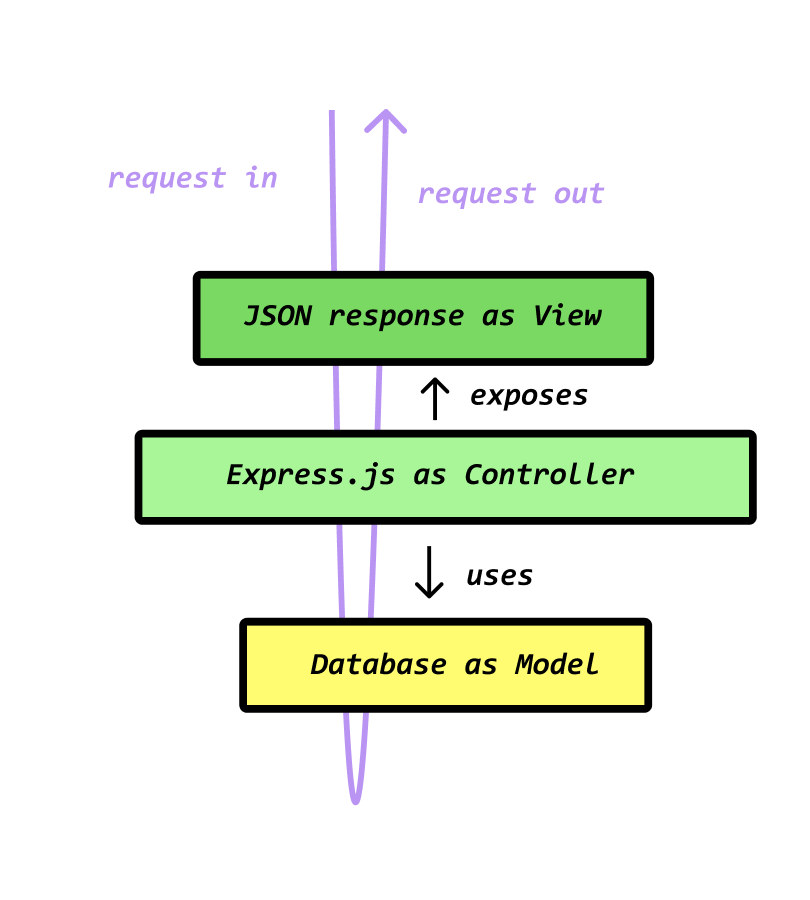 request in
request out
JSON response as View
exposes
Express.js as Controller
uses
Database as Model